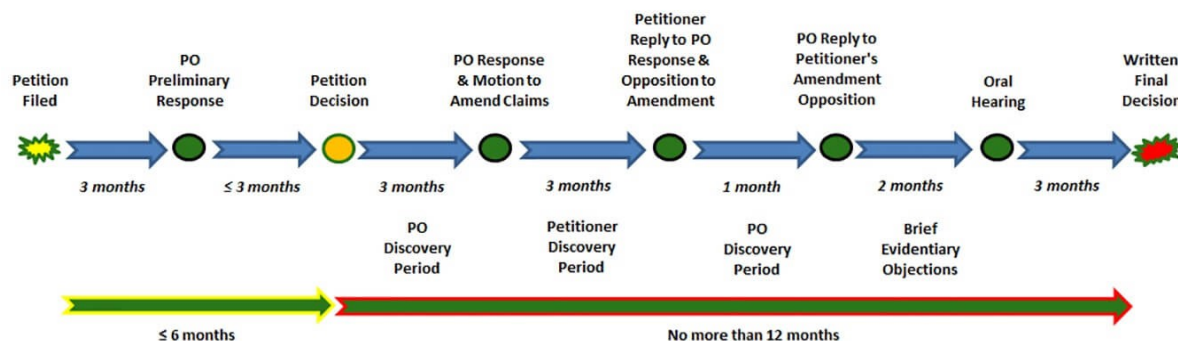 Petition
Filed
PO
Preliminary
Response
Petition
Decision
PO Response
& Motion to
Amend Claims
Petitioner
Reply to PO
Response &
Opposition to
Amendment
PO Reply to
Petitioner's
Amendment
Opposition
Oral
Hearing
Written
Final
Decision
3 months
≤ 3 months
3 months
3 months
1 month
2 months
3 months
PO
Discovery
Period
Petitioner
Discovery
Period
PO
Discovery
Period
Brief
Evidentiary
Objections
≤ 6 months
No more than 12 months